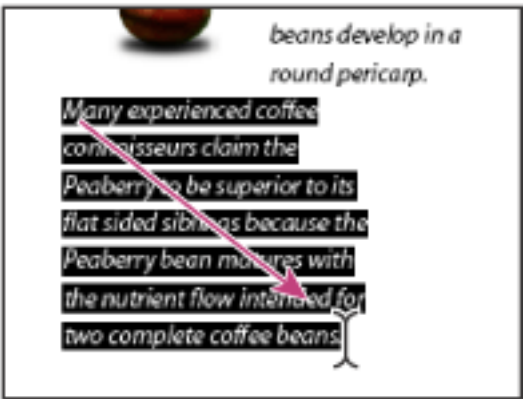 beans develop in a
round pericarp.
Many experienced coffee
connoisseurs claim the
Peaberry to be superior to its
flat sided siblings because the
Peaberry bean matures with
the nutrient flow intended for
two complete coffee beans.